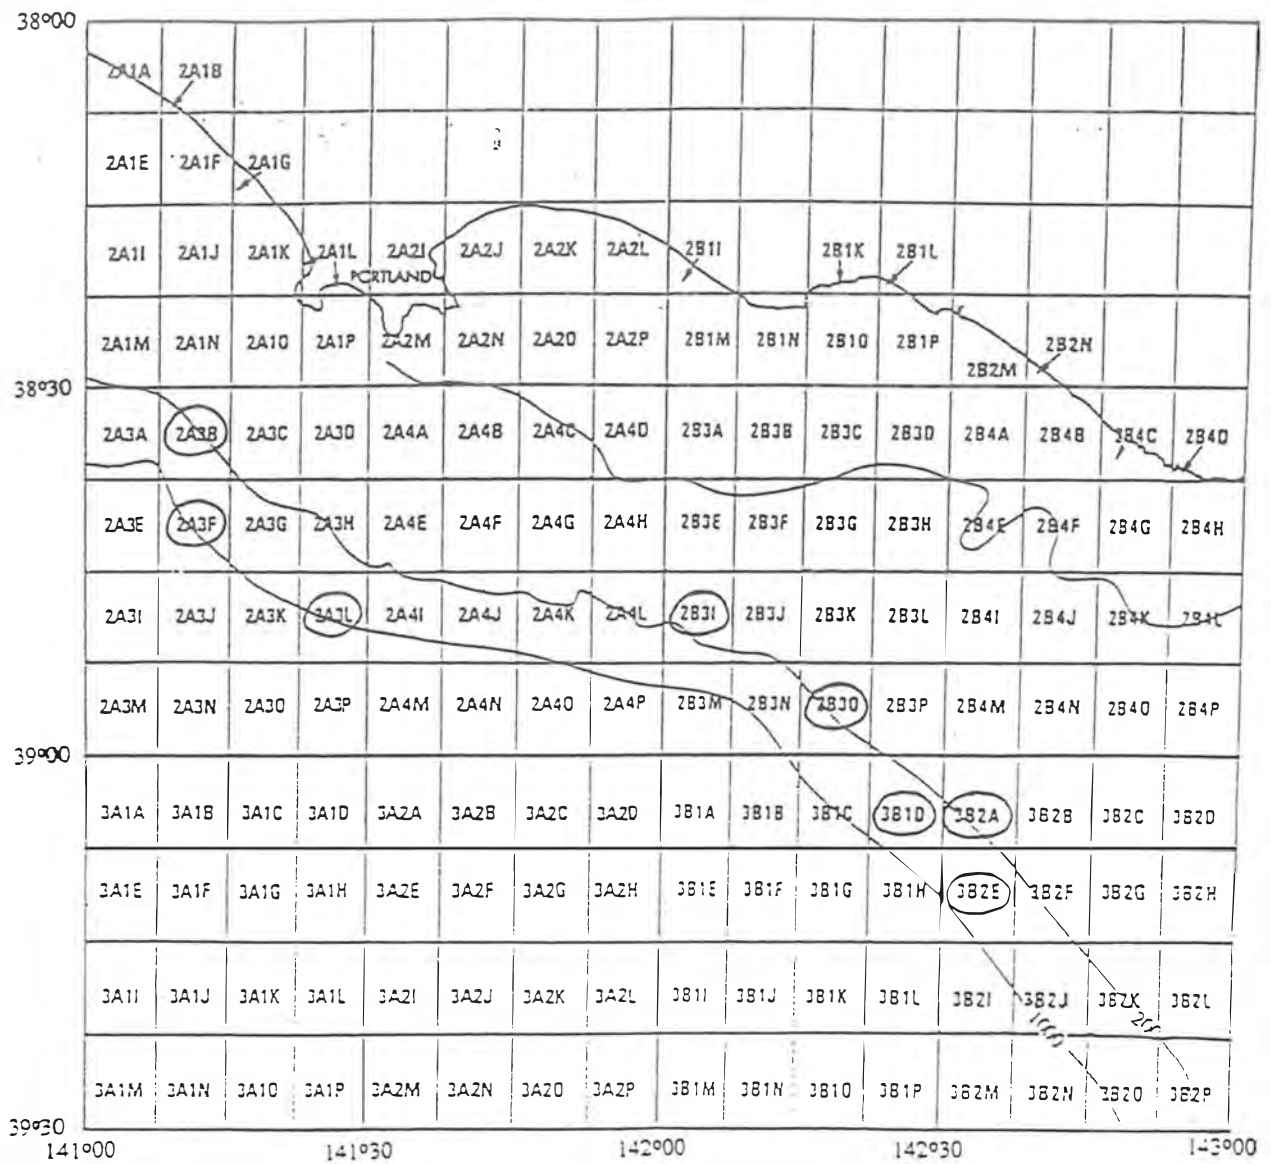 38°00
2A1A 2A1B
2A1E 2A1F 2A1G
2A1I 2A1J 2A1K 2A1L 2A2I 2A2J 2A2K 2A2L 2B1I 2B1K 2B1L
PORTLAND
2A1M 2A1N 2A1O 2A1P 2A2M 2A2N 2A2O 2A2P 2B1M 2B1N 2B1O 2B1P 2B2M 2B2N
38°30
2A3A 2A3B 2A3C 2A3D 2A4A 2A4B 2A4C 2A4D 2B3A 2B3B 2B3C 2B3D 2B4A 2B4B 2B4C 2B4D
2A3E 2A3F 2A3G 2A3H 2A4E 2A4F 2A4G 2A4H 2B3E 2B3F 2B3G 2B3H 2B4E 2B4F 2B4G 2B4H
2A3I 2A3J 2A3K 2A3L 2A4I 2A4J 2A4K 2A4L 2B3I 2B3J 2B3K 2B3L 2B4I 2B4J 2B4K 2B4L
2A3M 2A3N 2A3O 2A3P 2A4M 2A4N 2A4O 2A4P 2B3M 2B3N 2B3O 2B3P 2B4M 2B4N 2B4O 2B4P
39°00
3A1A 3A1B 3A1C 3A1D 3A2A 3A2B 3A2C 3A2D 3B1A 3B1B 3B1C 3B1D 3B2A 3B2B 3B2C 3B2D
3A1E 3A1F 3A1G 3A1H 3A2E 3A2F 3A2G 3A2H 3B1E 3B1F 3B1G 3B1H 3B2E 3B2F 3B2G 3B2H
3A1I 3A1J 3A1K 3A1L 3A2I 3A2J 3A2K 3A2L 3B1I 3B1J 3B1K 3B1L 3B2I 3B2J 3B2K 3B2L
1000 200
3A1M 3A1N 3A1O 3A1P 3A2M 3A2N 3A2O 3A2P 3B1M 3B1N 3B1O 3B1P 3B2M 3B2N 3B2O 3B2P
39°30
141°00 141°30 142°00 142°30 143°00